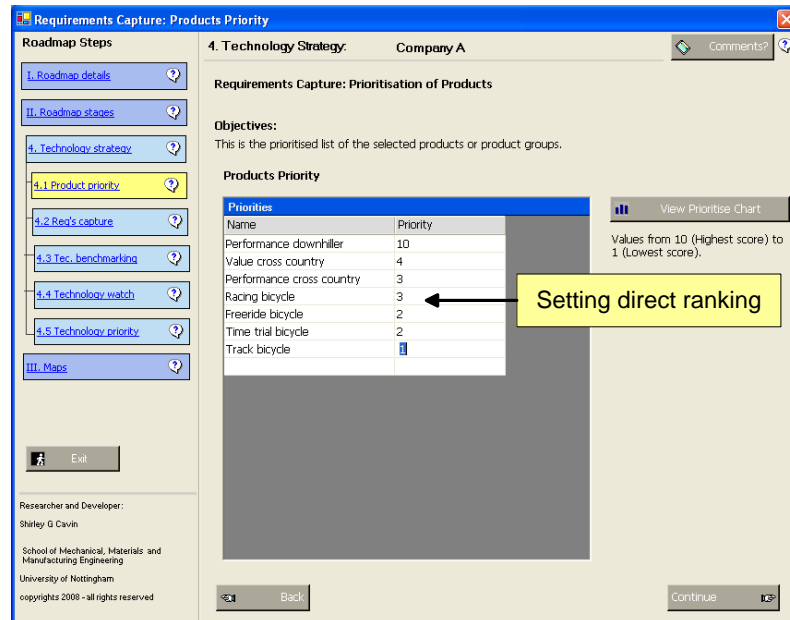 Requirements Capture: Products Priority
Roadmap Steps
I. Roadmap details
II. Roadmap stages
4. Technology strategy
4.1 Product priority
4.2 Req's capture
4.3 Tec. benchmarking
4.4 Technology watch
4.5 Technology priority
III. Maps
Exit
Researcher and Developer:
Shirley G Cavin
School of Mechanical, Materials and
Manufacturing Engineering
University of Nottingham
copyrights 2008 - all rights reserved
4. Technology Strategy: Company A
Comments?
Requirements Capture: Prioritisation of Products
Objectives:
This is the prioritised list of the selected products or product groups.
Products Priority
Priorities
Name Priority
Performance downhiller 10
Value cross country 4
Performance cross country 3
Racing bicycle 3
Freeride bicycle 2
Time trial bicycle 2
Track bicycle 1
View Prioritise Chart
Values from 10 (Highest score) to
1 (Lowest score).
Setting direct ranking
Back
Continue